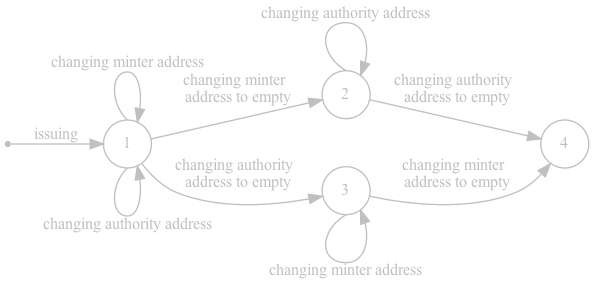 changing authority address
changing minter address
changing minter
address to empty
2
changing authority
address to empty
issuing
1
4
changing authority
address to empty
3
changing minter
address to empty
changing authority address
changing minter address